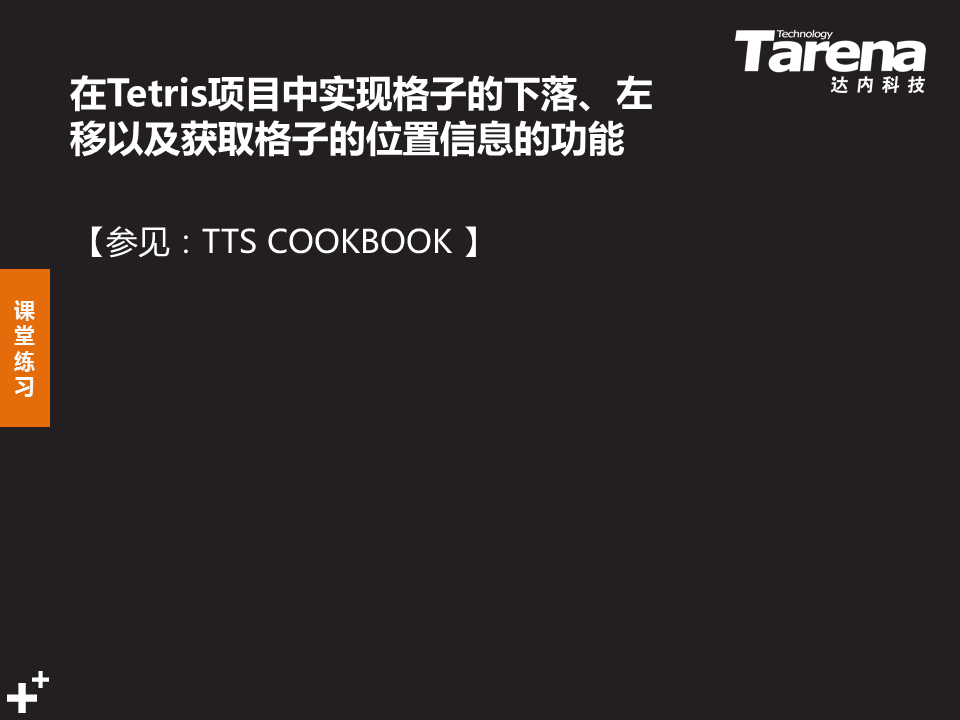 Technology
Tarena
达内科技
在Tetris项目中实现格子的下落、左
移以及获取格子的位置信息的功能
【参见：TTS COOKBOOK 】
课
堂
练
习